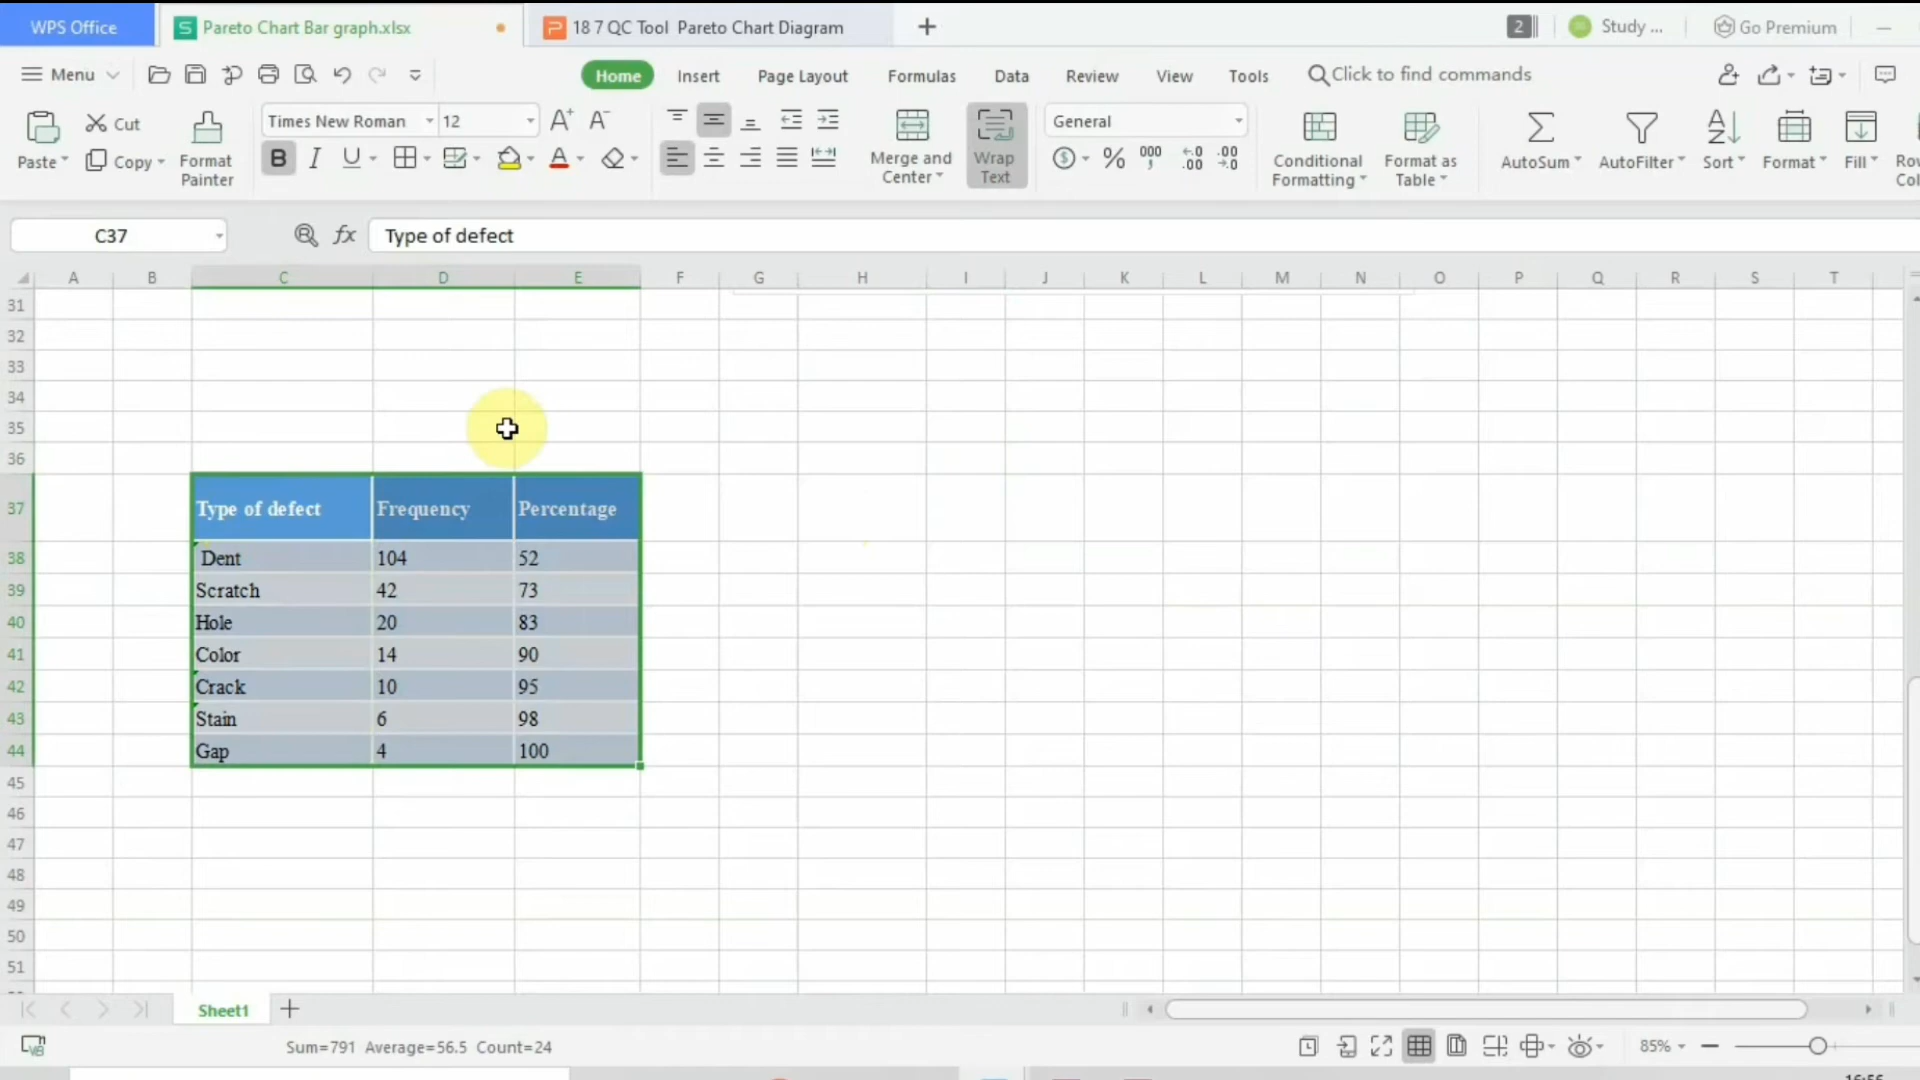 WPS Office Pareto Chart Bar graph.xlsx 18 7 QC Tool Pareto Chart Diagram + 2 Study ... Go Premium
Menu Home Insert Page Layout Formulas Data Review View Tools Click to find commands
Paste Cut Copy Format Painter
Times New Roman 12 A+ A-
B I U A
Merge and Center
Wrap Text
General
Conditional Formatting
Format as Table
AutoSum AutoFilter Sort Format Fill
C37 fx Type of defect
A B C D E F G H I J K L M N O P Q R S T
31
32
33
34
35
36
37 Type of defect Frequency Percentage
38 Dent 104 52
39 Scratch 42 73
40 Hole 20 83
41 Color 14 90
42 Crack 10 95
43 Stain 6 98
44 Gap 4 100
45
46
47
48
49
50
51
Sheet1 +
Sum=791 Average=56.5 Count=24 85%